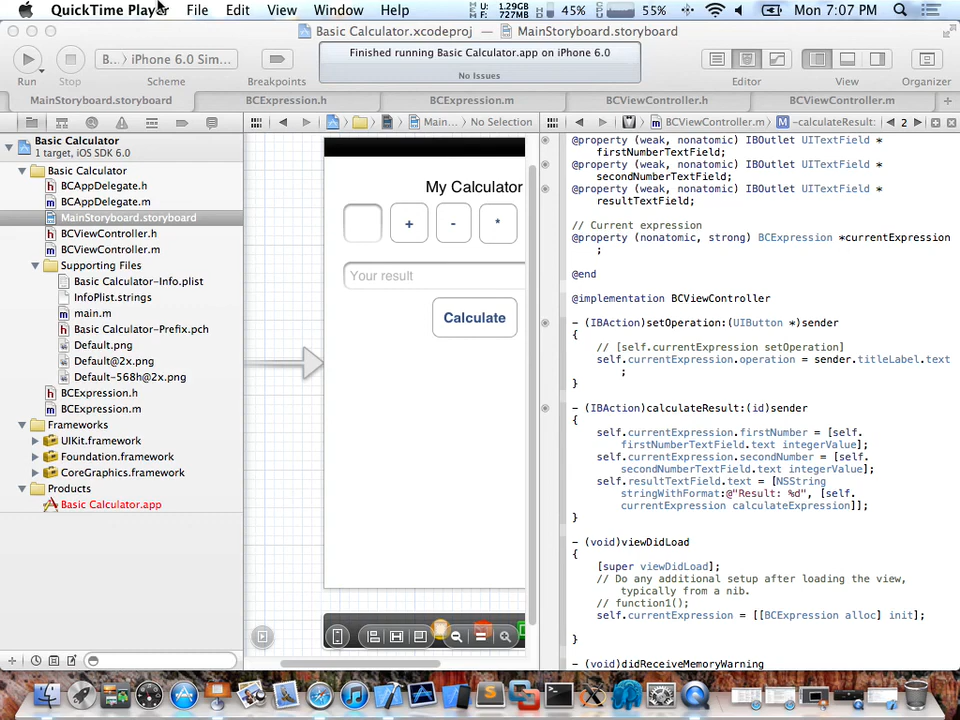 QuickTime Player File Edit View Window Help U: 1.29GB F: 727MB 45% 55% Mon 7:07 PM
Basic Calculator.xcodeproj — MainStoryboard.storyboard
B... iPhone 6.0 Sim... Finished running Basic Calculator.app on iPhone 6.0
No Issues
Run Stop Scheme Breakpoints Editor View Organizer
MainStoryboard.storyboard BCExpression.h BCExpression.m BCViewController.h BCViewController.m +
Main... No Selection BCViewController.m -calculateResult: 2
Basic Calculator
1 target, iOS SDK 6.0
Basic Calculator
h BCAppDelegate.h
m BCAppDelegate.m
MainStoryboard.storyboard
h BCViewController.h
m BCViewController.m
Supporting Files
Basic Calculator-Info.plist
InfoPlist.strings
m main.m
h Basic Calculator-Prefix.pch
Default.png
Default@2x.png
Default-568h@2x.png
h BCExpression.h
m BCExpression.m
Frameworks
UIKit.framework
Foundation.framework
CoreGraphics.framework
Products
Basic Calculator.app
My Calculator
+ - *
Your result
Calculate
@property (weak, nonatomic) IBOutlet UITextField *
firstNumberTextField;
@property (weak, nonatomic) IBOutlet UITextField *
secondNumberTextField;
@property (weak, nonatomic) IBOutlet UITextField *
resultTextField;
// Current expression
@property (nonatomic, strong) BCExpression *currentExpression
;
@end
@implementation BCViewController
- (IBAction)setOperation:(UIButton *)sender
{
// [self.currentExpression setOperation]
self.currentExpression.operation = sender.titleLabel.text
;
}
- (IBAction)calculateResult:(id)sender
{
self.currentExpression.firstNumber = [self.
firstNumberTextField.text integerValue];
self.currentExpression.secondNumber = [self.
secondNumberTextField.text integerValue];
self.resultTextField.text = [NSString
stringWithFormat:@"Result: %d", [self.
currentExpression calculateExpression]];
}
- (void)viewDidLoad
{
[super viewDidLoad];
// Do any additional setup after loading the view,
typically from a nib.
// function1();
self.currentExpression = [[BCExpression alloc] init];
}
- (void)didReceiveMemoryWarning